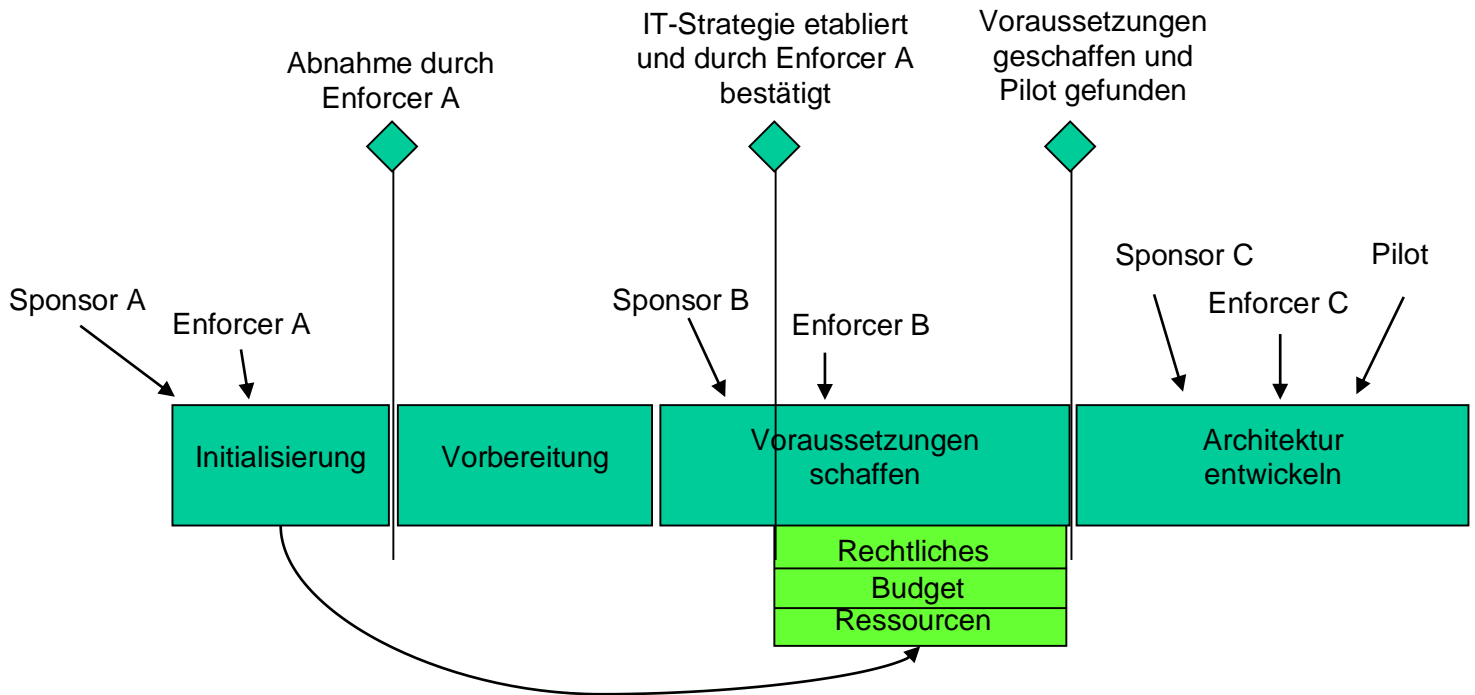 IT-Strategie etabliert
und durch Enforcer A
bestätigt
Voraussetzungen
geschaffen und
Pilot gefunden
Abnahme durch
Enforcer A
Sponsor A
Enforcer A
Sponsor B
Enforcer B
Sponsor C
Enforcer C
Pilot
Initialisierung
Vorbereitung
Voraussetzungen
schaffen
Architektur
entwickeln
Rechtliches
Budget
Ressourcen